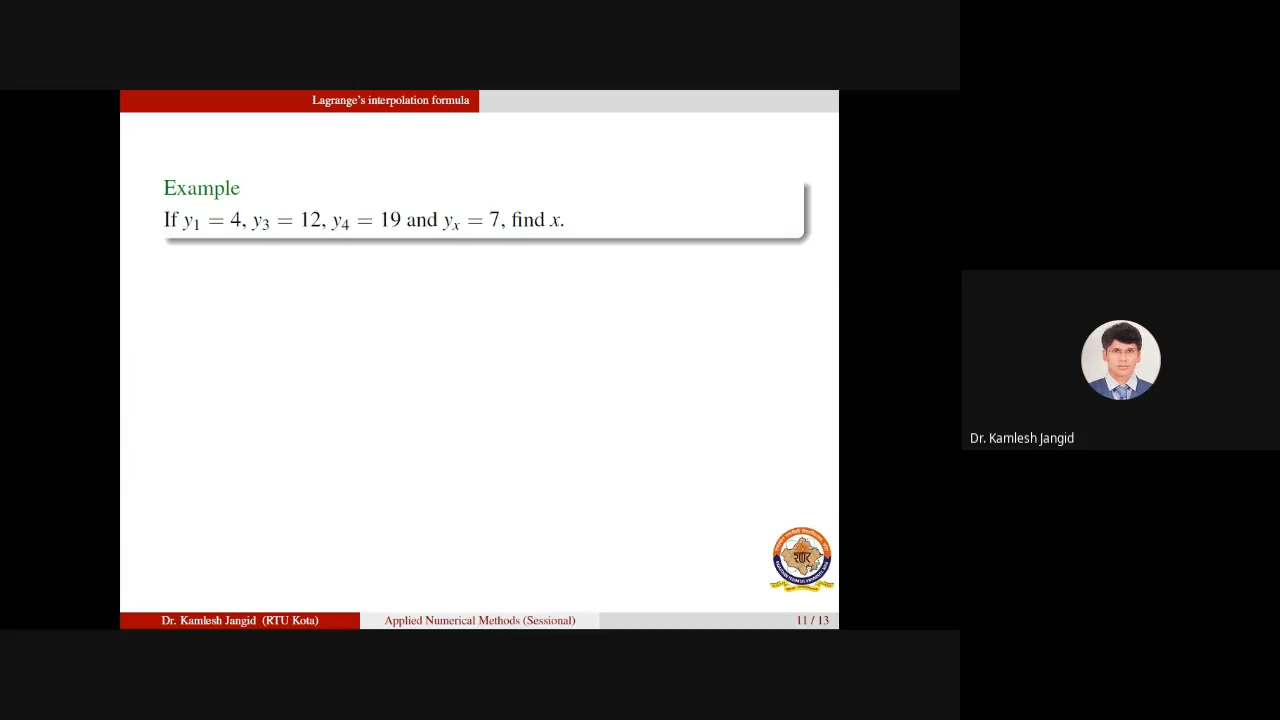 Lagrange's interpolation formula
Example
If y₁ = 4, y₃ = 12, y₄ = 19 and yₓ = 7, find x.
Dr. Kamlesh Jangid
Dr. Kamlesh Jangid (RTU Kota)
Applied Numerical Methods (Sessional)
11 / 13